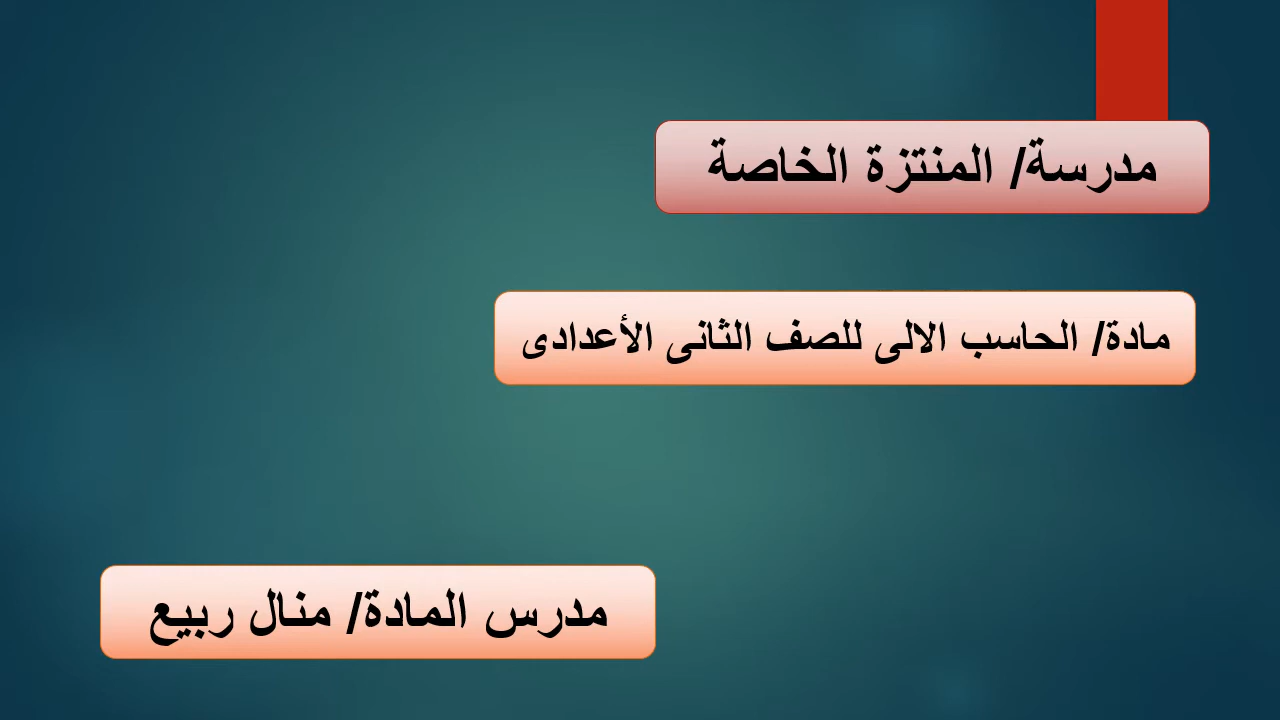 مدرسة/ المنتزة الخاصة
مادة/ الحاسب الالى للصف الثانى الأعدادى
مدرس المادة/ منال ربيع